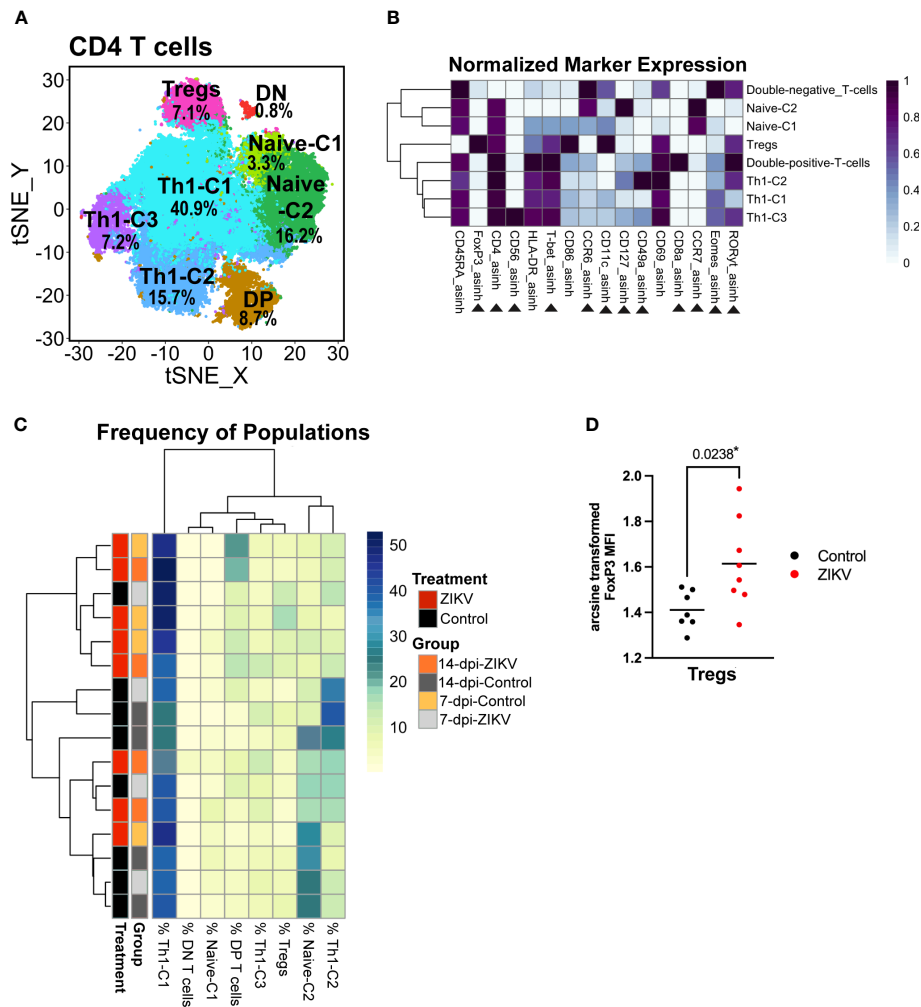 A
CD4 T cells
30
20
10
0
-10
-20
-30
tSNE_Y
-30
-20
-10
0
10
20
30
tSNE_X
Tregs
7.1%
DN
0.8%
Naive-C1
3.3%
Th1-C1
40.9%
Naive
-C2
16.2%
Th1-C3
7.2%
Th1-C2
15.7%
DP
8.7%
B
Normalized Marker Expression
Double-negative_T-cells
Naive-C2
Naive-C1
Tregs
Double-positive-T-cells
Th1-C2
Th1-C1
Th1-C3
1
0.8
0.6
0.4
0.2
0
CD45RA_asinh
FoxP3_asinh
CD4_asinh
CD56_asinh
HLA-DR_asinh
T-bet_asinh
CD86_asinh
CCR6_asinh
CD11c_asinh
CD127_asinh
CD49a_asinh
CD69_asinh
CD8a_asinh
CCR7_asinh
Eomes_asinh
RORyt_asinh
C
Frequency of Populations
50
40
30
20
10
Treatment
ZIKV
Control
Group
14-dpi-ZIKV
14-dpi-Control
7-dpi-Control
7-dpi-ZIKV
Treatment
Group
% Th1-C1
% DN T cells
% Naive-C1
% DP T cells
% Th1-C3
% Tregs
% Naive-C2
% Th1-C2
D
0.0238*
2.0
1.8
1.6
1.4
1.2
arcsine transformed
FoxP3 MFI
Tregs
Control
ZIKV